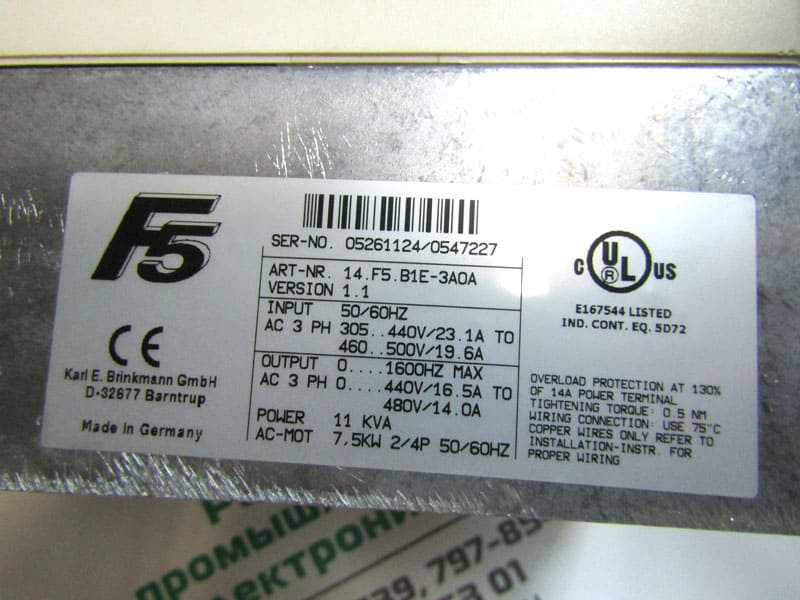 F5
SER-NO. 05261124/0547227
ART-NR. 14.F5.B1E-3A0A
VERSION 1.1
INPUT 50/60HZ
AC 3 PH 305..440V/23.1A TO
460..500V/19.6A
OUTPUT 0....1600HZ MAX
AC 3 PH 0....440V/16.5A TO
480V/14.0A
POWER 11 KVA
AC-MOT 7,5KW 2/4P 50/60HZ
CE
Karl E. Brinkmann GmbH
D-32677 Barntrup
Made in Germany
C UL® US
E167544 LISTED
IND. CONT. EQ. 5D72
OVERLOAD PROTECTION AT 130%
OF 14A POWER TERMINAL
TIGHTENING TORQUE: 0.5 NM
WIRING CONNECTION: USE 75°C
COPPER WIRES ONLY REFER TO
INSTALLATION-INSTR. FOR
PROPER WIRING
39, 797-85
01